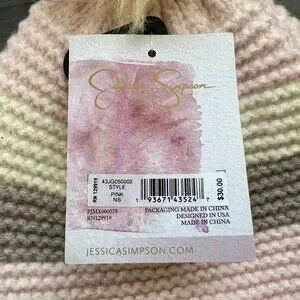 Jessica Simpson
RN 129919
43JG050002
STYLE
PINK
NS
1 93671 43524 7
$30.00
PJMX000078
RN129919
PACKAGING MADE IN CHINA
DESIGNED IN USA
MADE IN CHINA
JESSICASIMPSON.COM